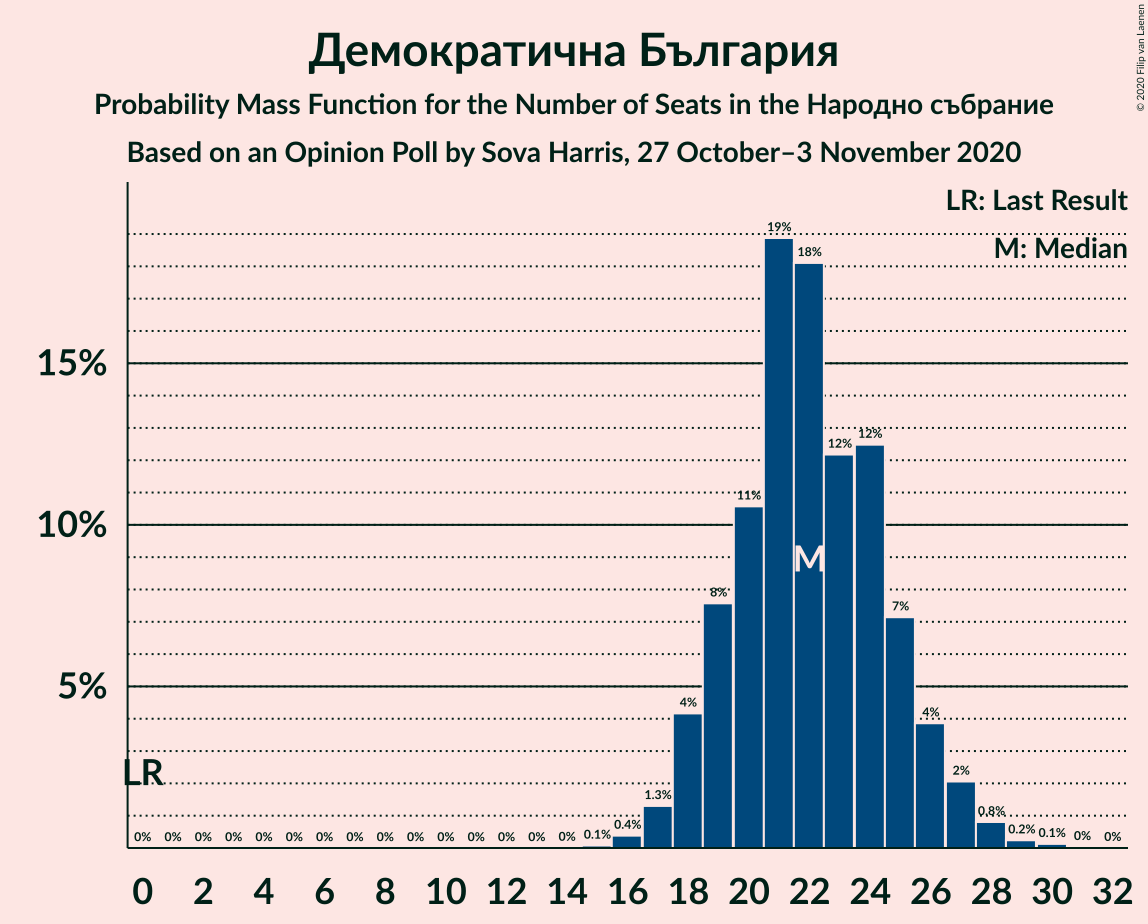 Демократична България
Probability Mass Function for the Number of Seats in the Народно събрание
Based on an Opinion Poll by Sova Harris, 27 October–3 November 2020
© 2020 Filip van Laenen
LR: Last Result
M: Median
15%
10%
5%
LR
M
0% 0% 0% 0% 0% 0% 0% 0% 0% 0% 0% 0% 0% 0% 0% 0.1% 0.4% 1.3% 4% 8% 11% 19% 18% 12% 12% 7% 4% 2% 0.8% 0.2% 0.1% 0% 0%
0 2 4 6 8 10 12 14 16 18 20 22 24 26 28 30 32